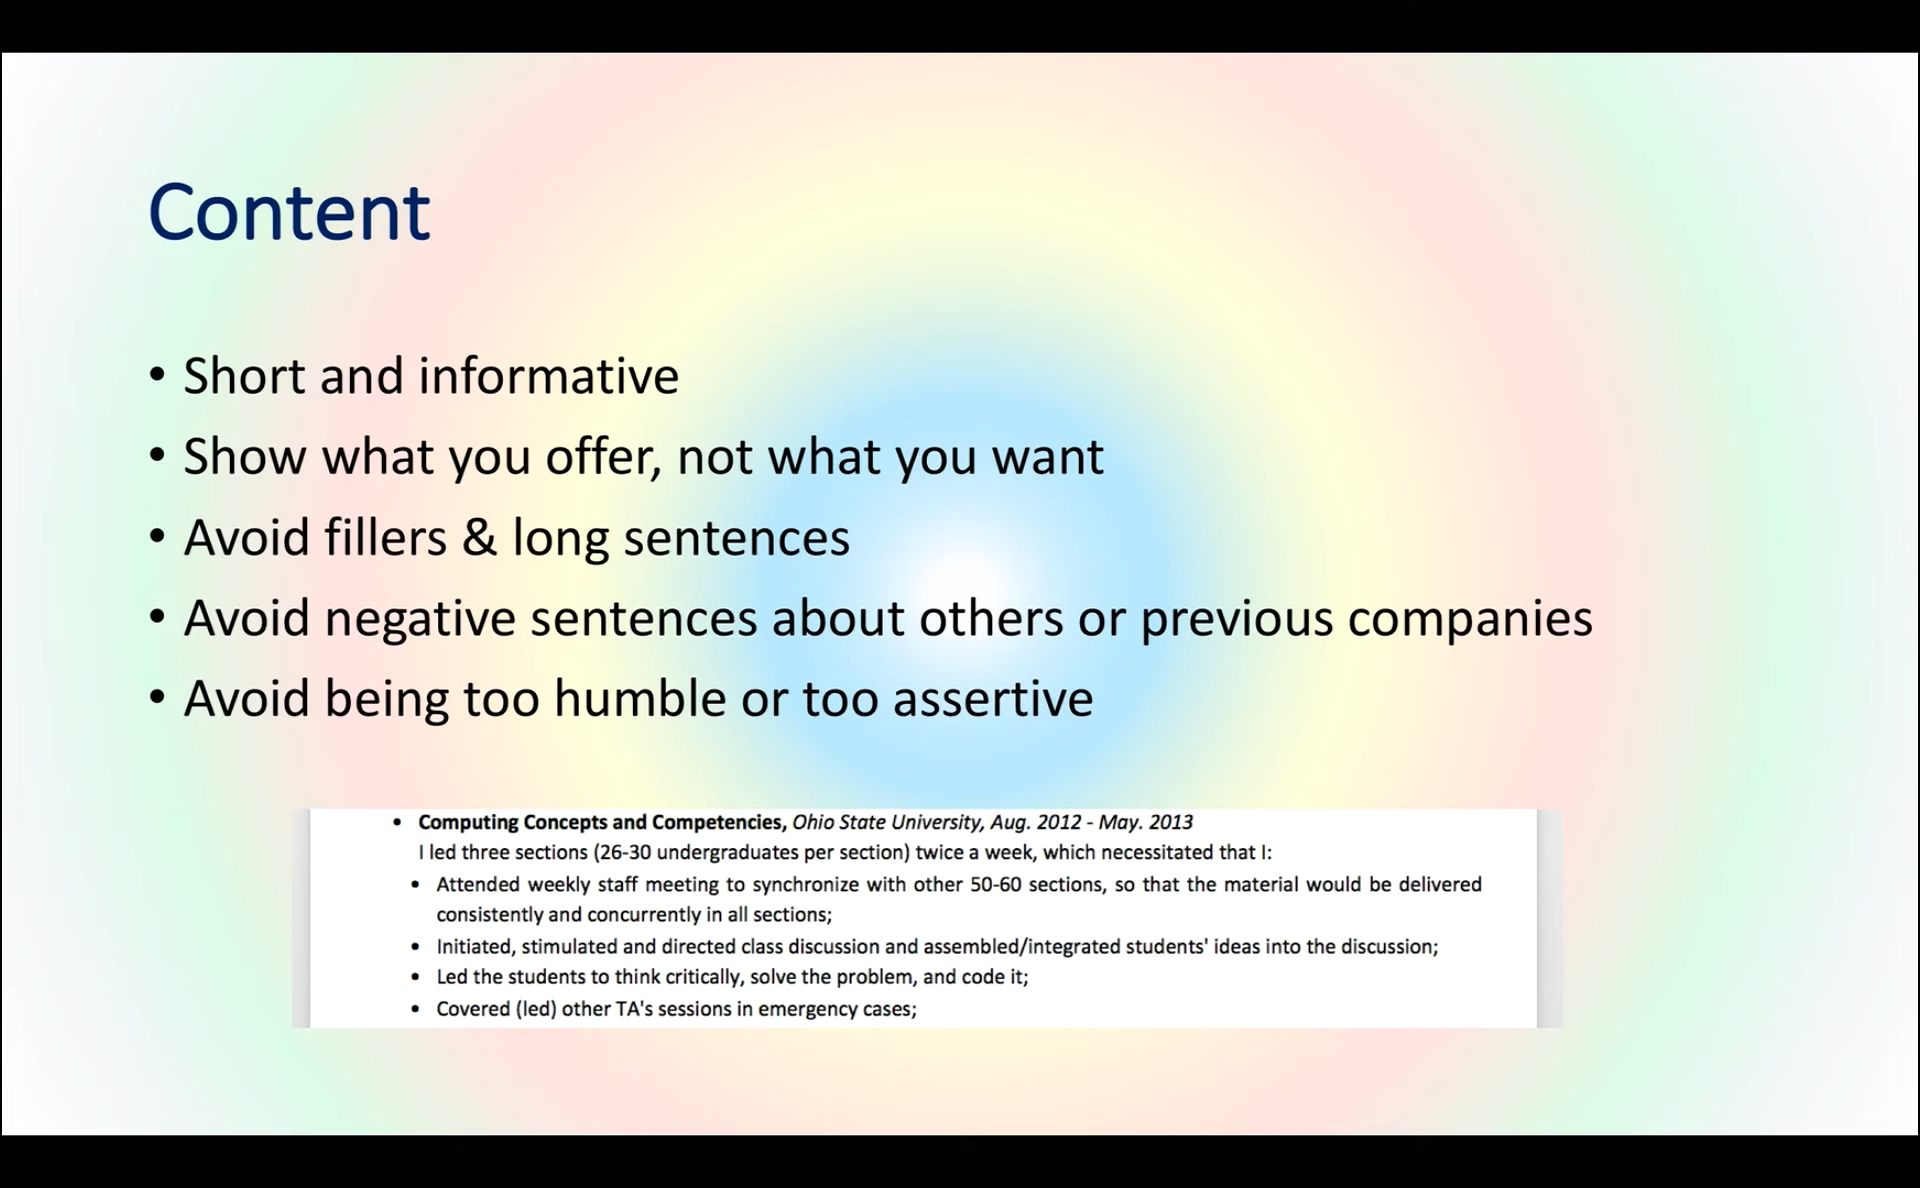 Content
• Short and informative
• Show what you offer, not what you want
• Avoid fillers & long sentences
• Avoid negative sentences about others or previous companies
• Avoid being too humble or too assertive
• Computing Concepts and Competencies, Ohio State University, Aug. 2012 - May. 2013
I led three sections (26-30 undergraduates per section) twice a week, which necessitated that I:
• Attended weekly staff meeting to synchronize with other 50-60 sections, so that the material would be delivered
consistently and concurrently in all sections;
• Initiated, stimulated and directed class discussion and assembled/integrated students' ideas into the discussion;
• Led the students to think critically, solve the problem, and code it;
• Covered (led) other TA's sessions in emergency cases;